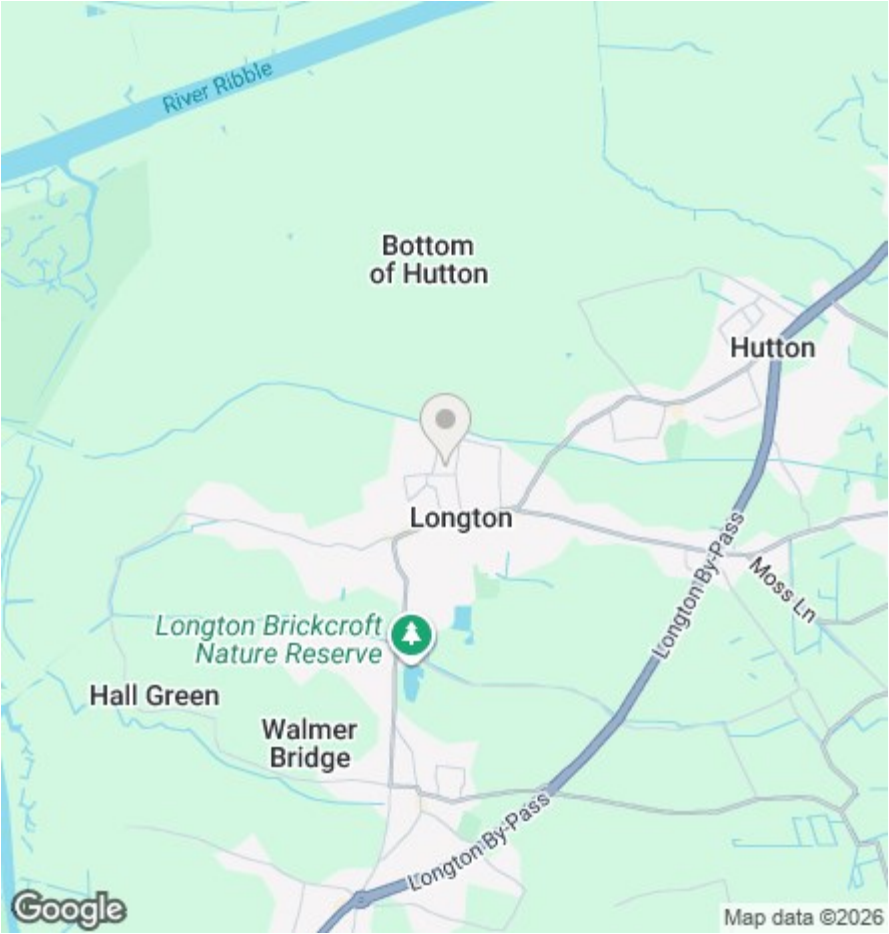 River Ribble
Bottom
of Hutton
Hutton
Longton
Longton By-Pass
Moss Ln
Longton Brickcroft
Nature Reserve
Hall Green
Walmer
Bridge
Longton By-Pass
Google
Map data ©2026